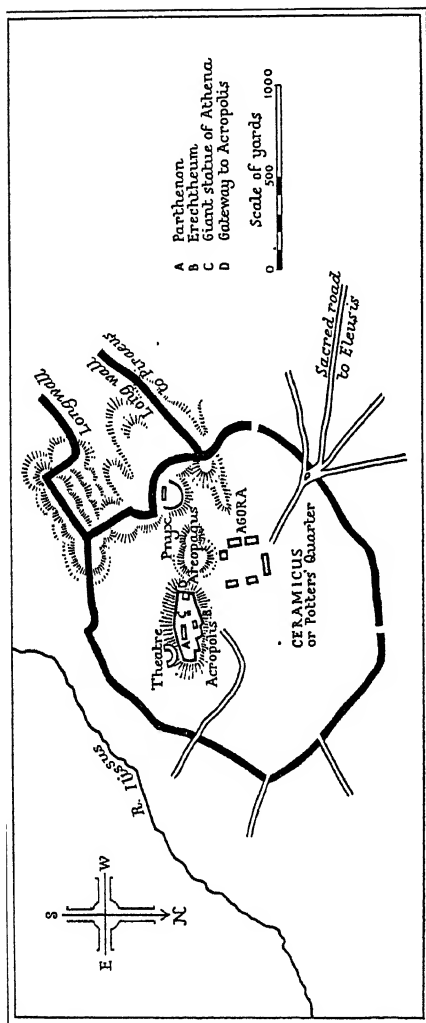 S
E
W
N
R. Ilissus
Theatre
Acropolis
A
B
C
D
Pnyx
Areopagus
AGORA
CERAMICUS
or Potters' Quarter
Long wall
Long wall
to Piraeus
Sacred road
to Eleusis
A Parthenon
B Erechtheum
C Giant statue of Athena
D Gateway to Acropolis
Scale of yards
0 500 1000